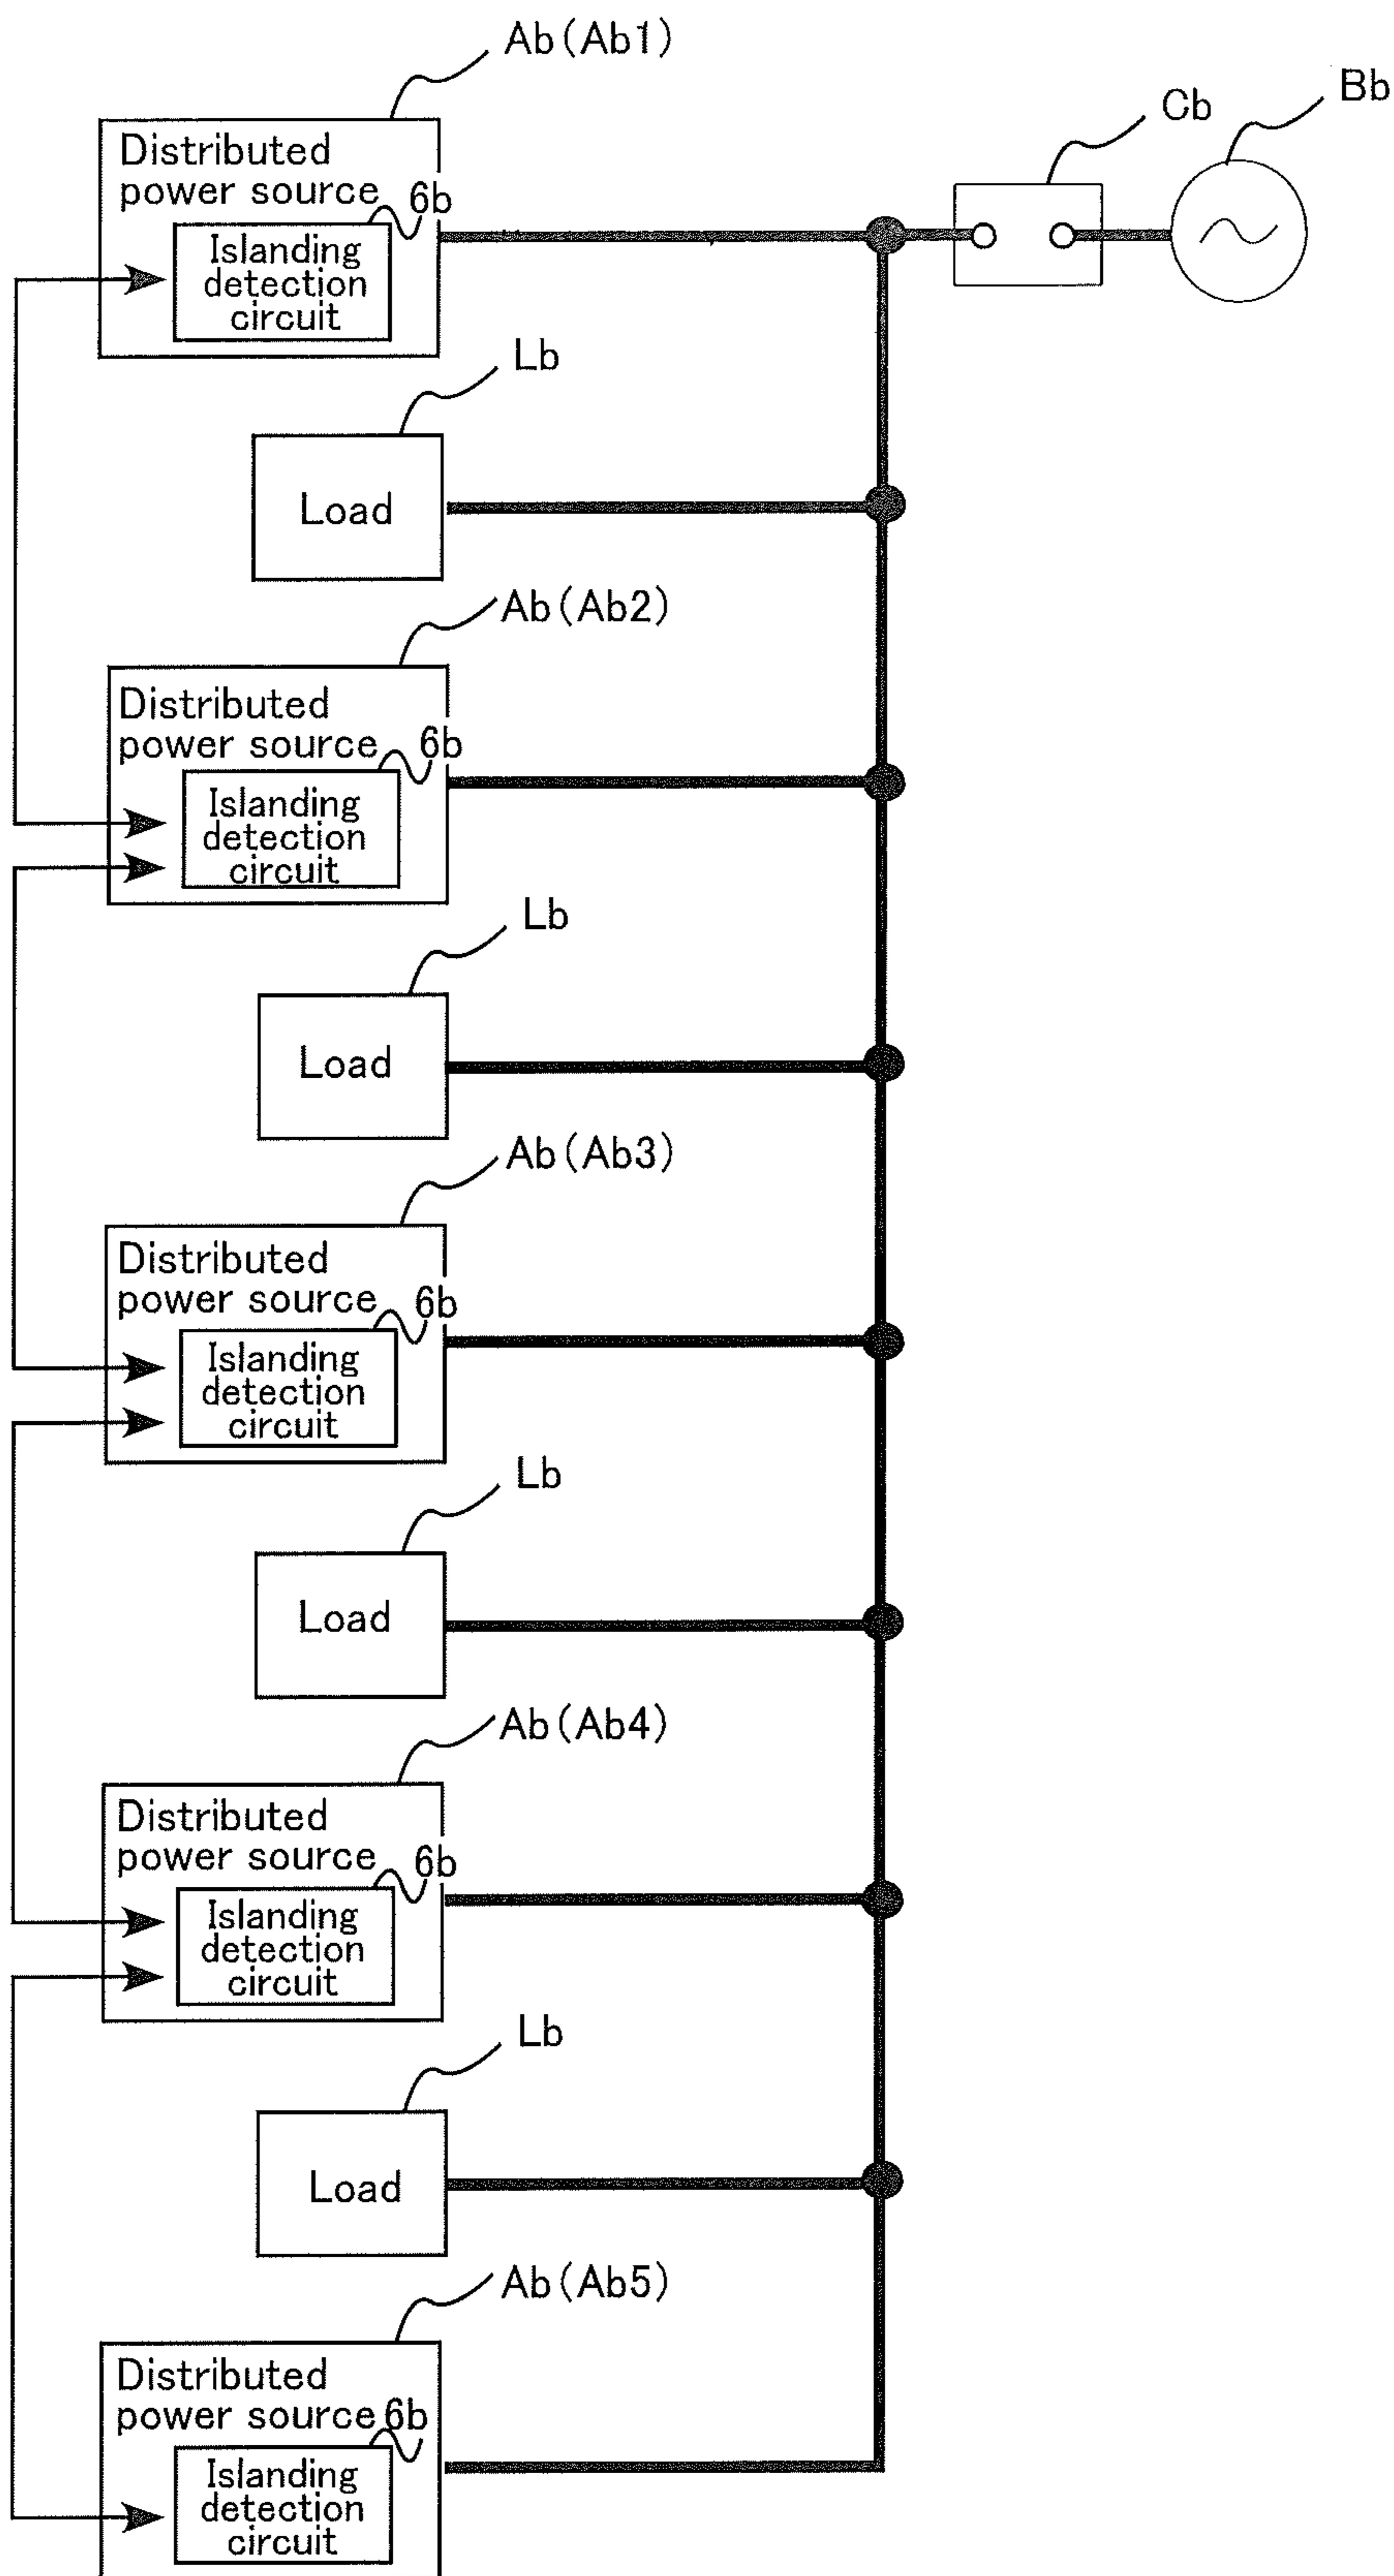 Ab(Ab1)
Cb
Bb
Distributed
power source
6b
Islanding
detection
circuit
Lb
Load
Ab(Ab2)
Distributed
power source
6b
Islanding
detection
circuit
Lb
Load
Ab(Ab3)
Distributed
power source
6b
Islanding
detection
circuit
Lb
Load
Ab(Ab4)
Distributed
power source
6b
Islanding
detection
circuit
Lb
Load
Ab(Ab5)
Distributed
power source
6b
Islanding
detection
circuit